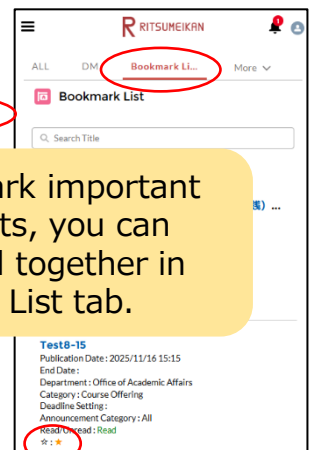 RITSUMEIKAN
ALL DM Bookmark Li... More
Bookmark List
Search Title
important
践) ...
you can
together in
List tab.
Test8-15
Publication Date : 2025/11/16 15:15
End Date :
Department : Office of Academic Affairs
Category : Course Offering
Deadline Setting :
Announcement Category : All
Read/Unread : Read
☆ : ★